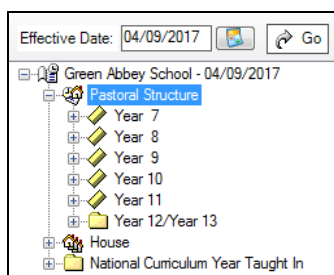 Effective Date: 04/09/2017 Go
Green Abbey School - 04/09/2017
Pastoral Structure
Year 7
Year 8
Year 9
Year 10
Year 11
Year 12/Year 13
House
National Curriculum Year Taught In